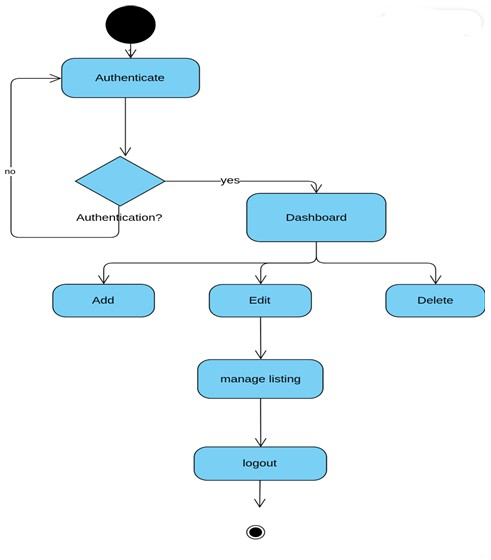 Authenticate
no
yes
Authentication?
Dashboard
Add
Edit
Delete
manage listing
logout